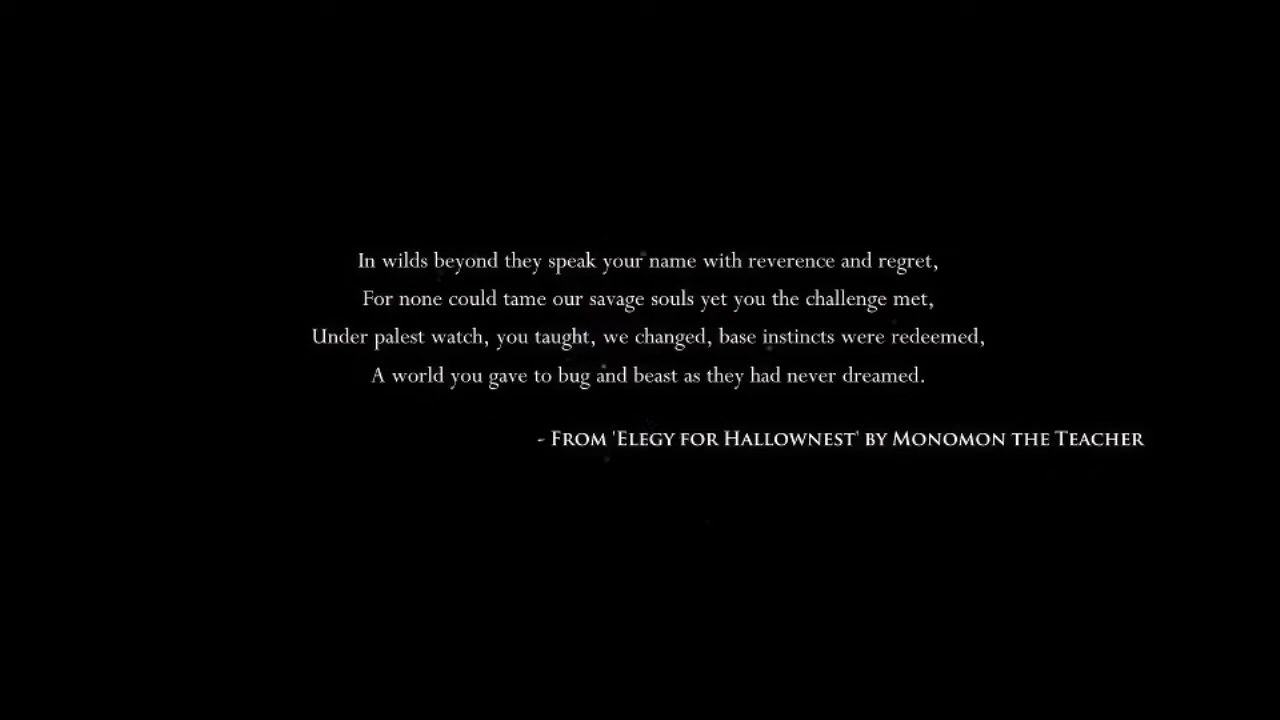 In wilds beyond they speak your name with reverence and regret,
For none could tame our savage souls yet you the challenge met,
Under palest watch, you taught, we changed, base instincts were redeemed,
A world you gave to bug and beast as they had never dreamed.
- From 'Elegy for Hallownest' by Monomon the Teacher